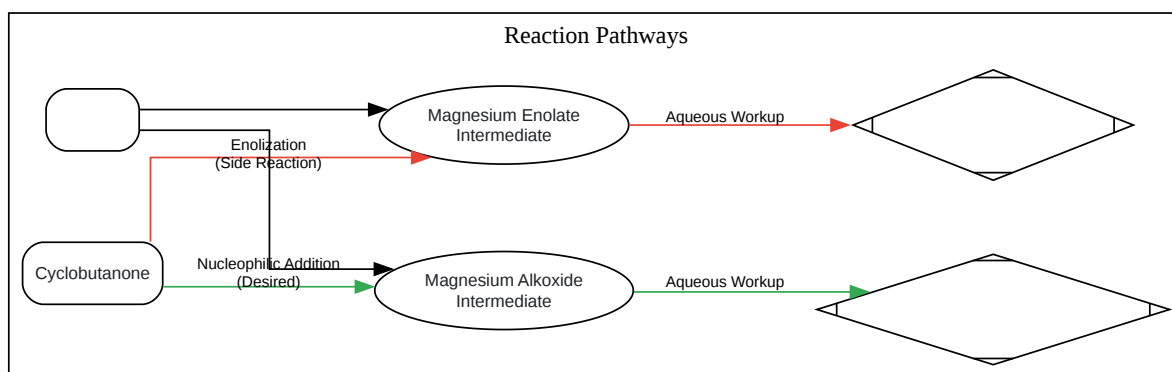 Reaction Pathways
Magnesium Enolate
Intermediate
Aqueous Workup
Enolization
(Side Reaction)
Cyclobutanone
Nucleophilic Addition
(Desired)
Magnesium Alkoxide
Intermediate
Aqueous Workup